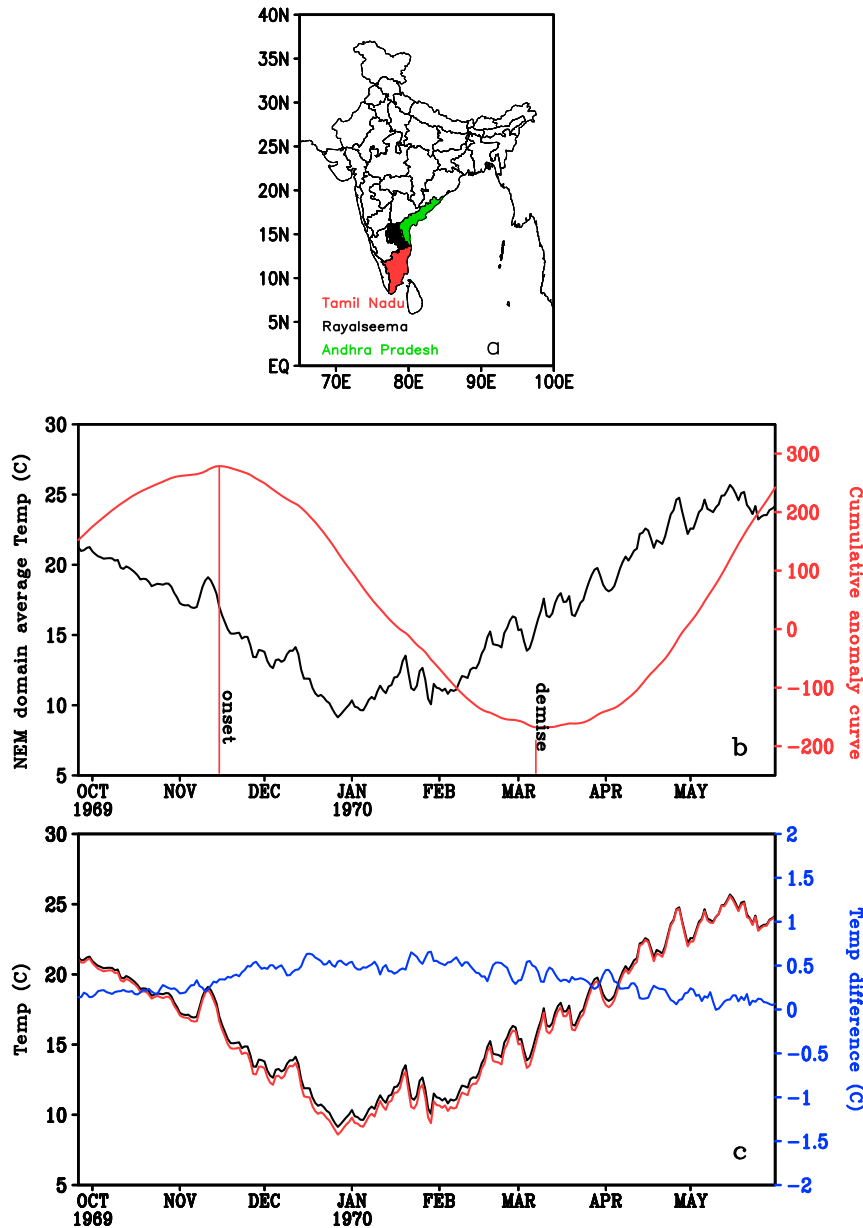 40N
35N
30N
25N
20N
15N
10N
5N
EQ
Tamil Nadu
Rayalseema
Andhra Pradesh
a
70E 80E 90E 100E
NEM domain average Temp (C)
30
25
20
15
10
5
onset
demise
b
300
200
100
0
-100
-200
Cumulative anomaly curve
OCT NOV DEC JAN FEB MAR APR MAY
1969 1970
Temp (C)
30
25
20
15
10
5
c
2
1.5
1
0.5
0
-0.5
-1
-1.5
-2
Temp difference (C)
OCT NOV DEC JAN FEB MAR APR MAY
1969 1970